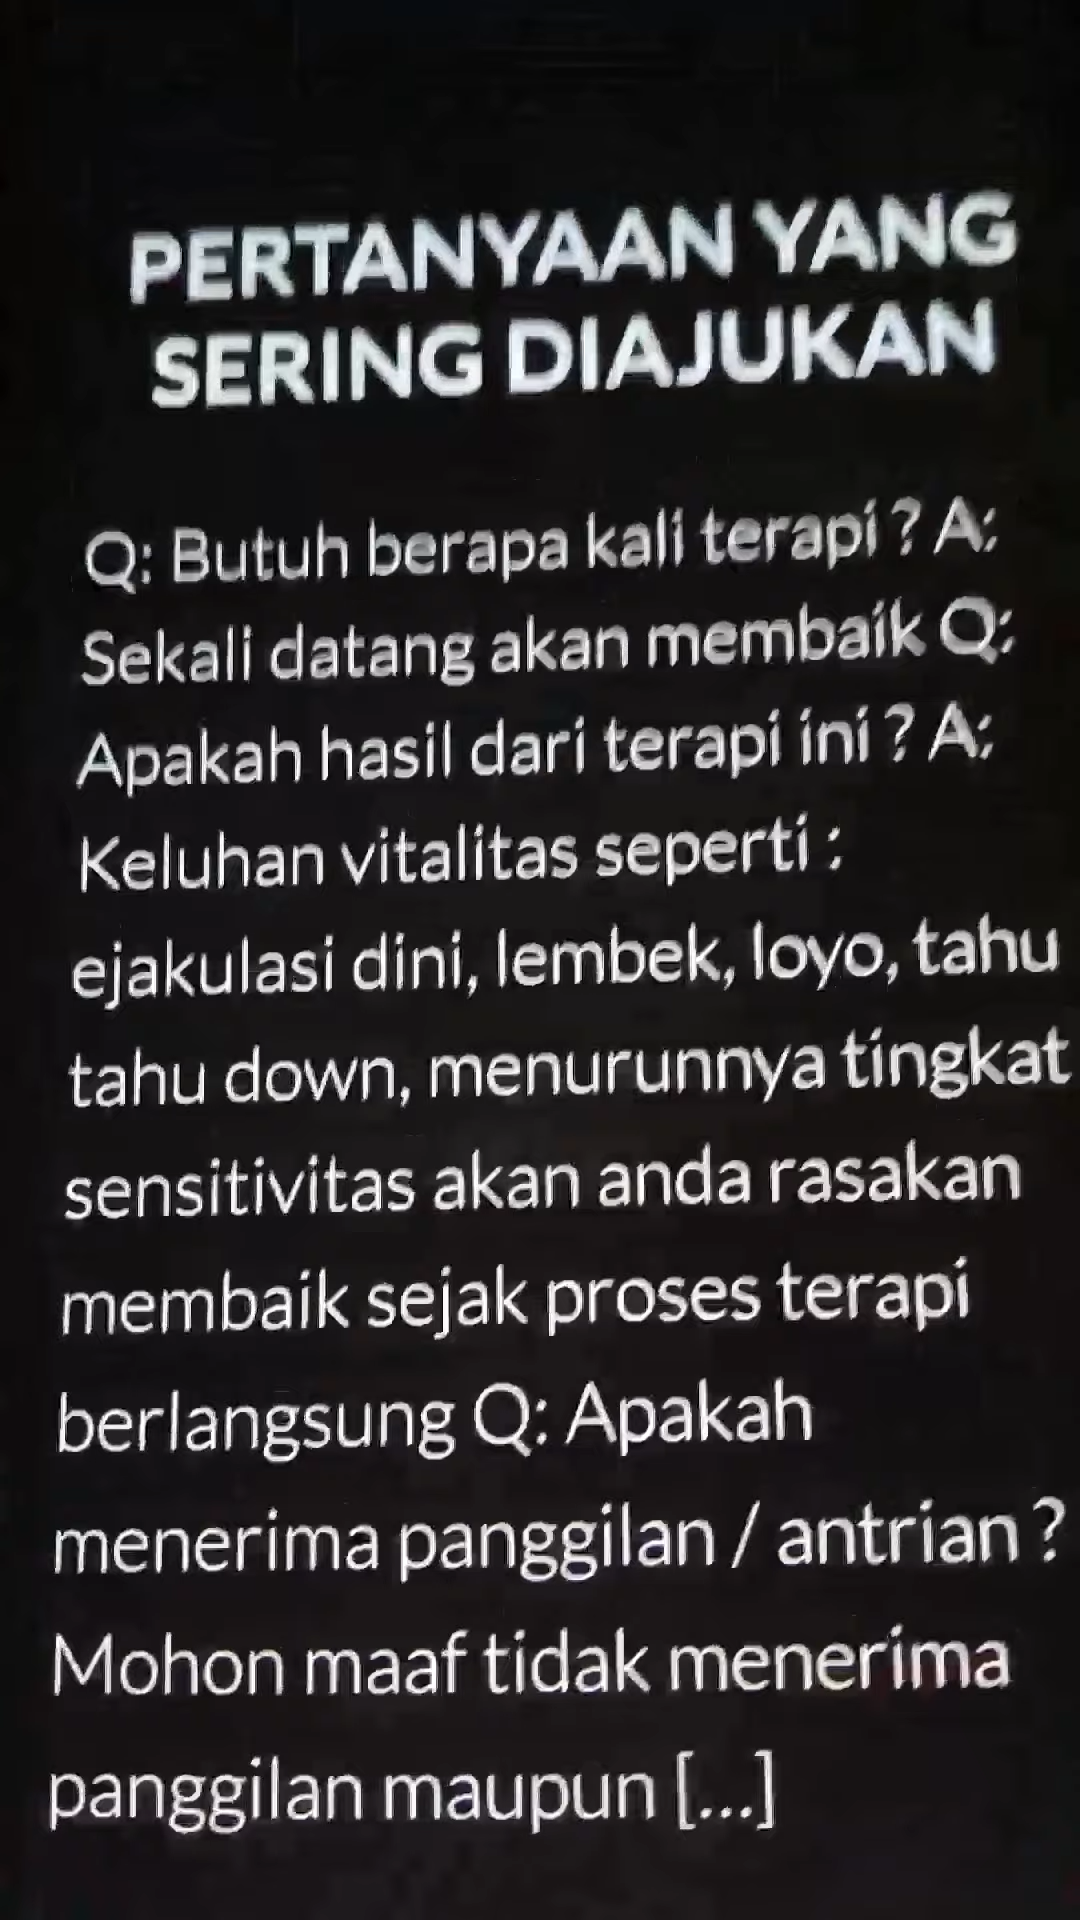 PERTANYAAN YANG
SERING DIAJUKAN
Q: Butuh berapa kali terapi ? A:
Sekali datang akan membaik Q:
Apakah hasil dari terapi ini ? A:
Keluhan vitalitas seperti :
ejakulasi dini, lembek, loyo, tahu
tahu down, menurunnya tingkat
sensitivitas akan anda rasakan
membaik sejak proses terapi
berlangsung Q: Apakah
menerima panggilan / antrian ?
Mohon maaf tidak menerima
panggilan maupun [...]